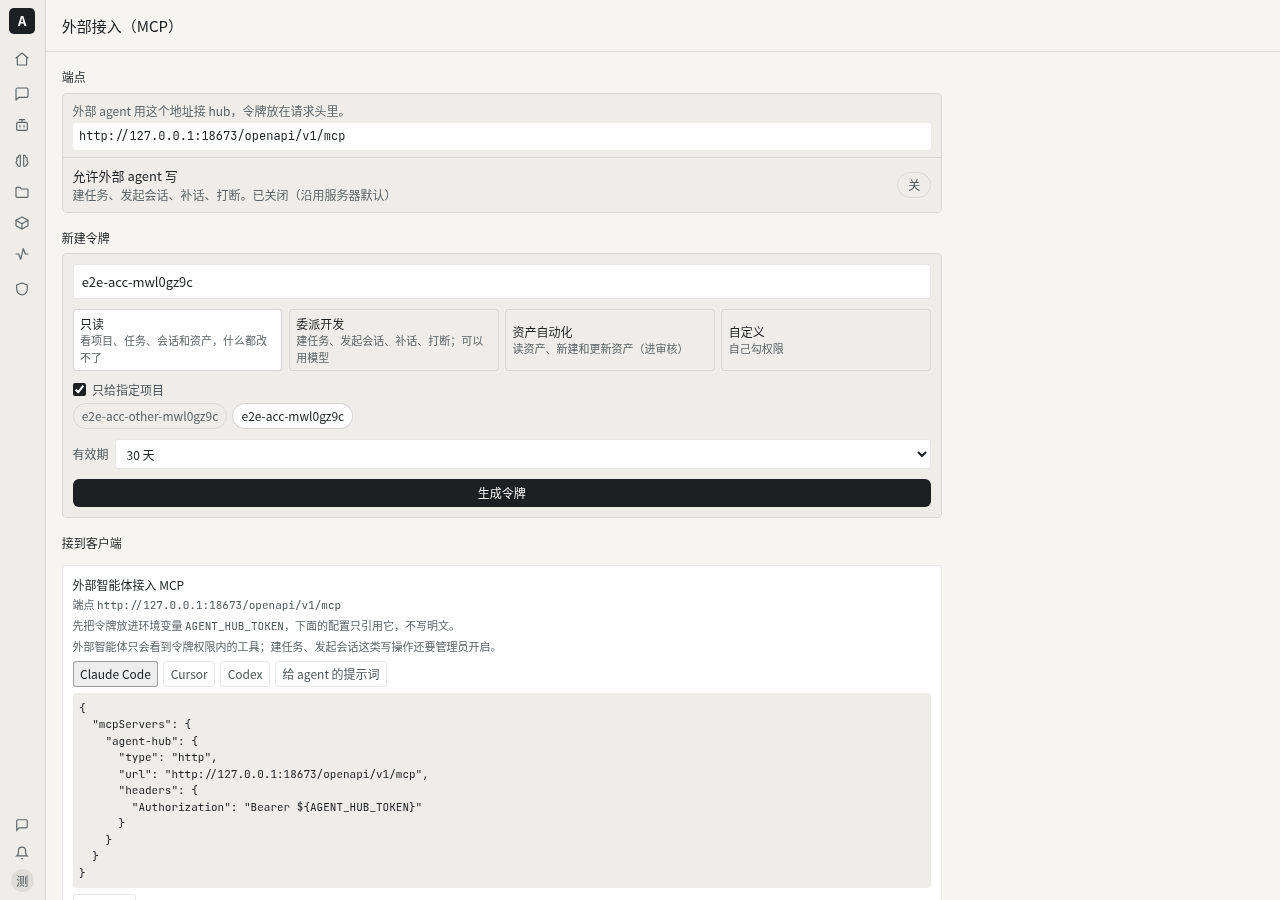 A
外部接入（MCP）
端点
外部 agent 用这个地址接 hub，令牌放在请求头里。
http://127.0.0.1:18673/openapi/v1/mcp
允许外部 agent 写
建任务、发起会话、补话、打断。已关闭（沿用服务器默认）
关
新建令牌
e2e-acc-mwl0gz9c
只读
看项目、任务、会话和资产，什么都改
不了
委派开发
建任务、发起会话、补话、打断；可以
用模型
资产自动化
读资产、新建和更新资产（进审核）
自定义
自己勾权限
只给指定项目
e2e-acc-other-mwl0gz9c
e2e-acc-mwl0gz9c
有效期
30 天
生成令牌
接到客户端
外部智能体接入 MCP
端点 http://127.0.0.1:18673/openapi/v1/mcp
先把令牌放进环境变量 AGENT_HUB_TOKEN，下面的配置只引用它，不写明文。
外部智能体只会看到令牌权限内的工具；建任务、发起会话这类写操作还要管理员开启。
Claude Code
Cursor
Codex
给 agent 的提示词
{
  "mcpServers": {
    "agent-hub": {
      "type": "http",
      "url": "http://127.0.0.1:18673/openapi/v1/mcp",
      "headers": {
        "Authorization": "Bearer ${AGENT_HUB_TOKEN}"
      }
    }
  }
}
测